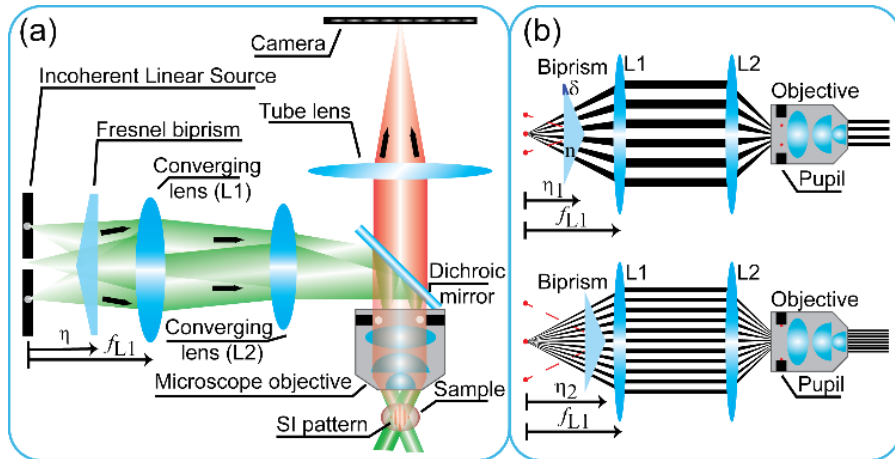 (a)
Camera
Incoherent Linear Source
Tube lens
Fresnel biprism
Converging
lens (L1)
Dichroic
mirror
η
fL1
Converging
lens (L2)
Microscope objective
Sample
SI pattern
(b)
L1
L2
Biprism
δ
Objective
n
Pupil
η1
fL1
L1
L2
Biprism
Objective
η2
Pupil
fL1